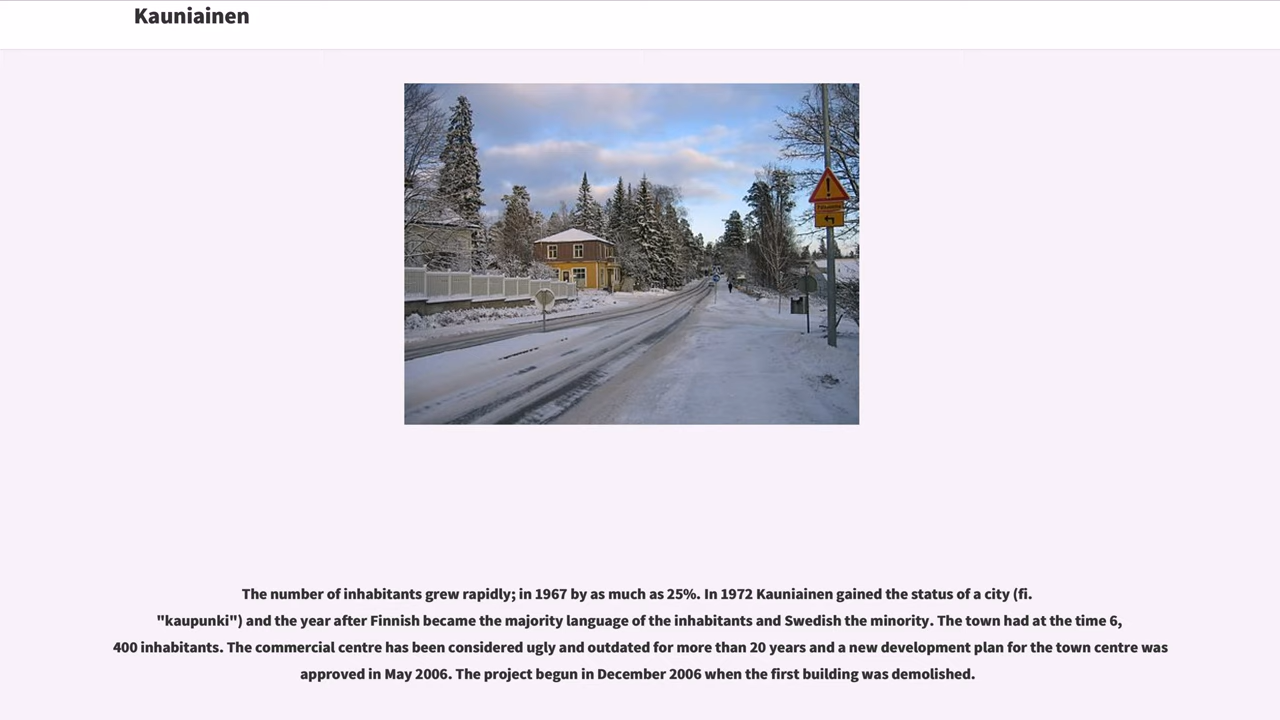 Kauniainen
The number of inhabitants grew rapidly; in 1967 by as much as 25%. In 1972 Kauniainen gained the status of a city (fi.
"kaupunki") and the year after Finnish became the majority language of the inhabitants and Swedish the minority. The town had at the time 6,
400 inhabitants. The commercial centre has been considered ugly and outdated for more than 20 years and a new development plan for the town centre was
approved in May 2006. The project begun in December 2006 when the first building was demolished.